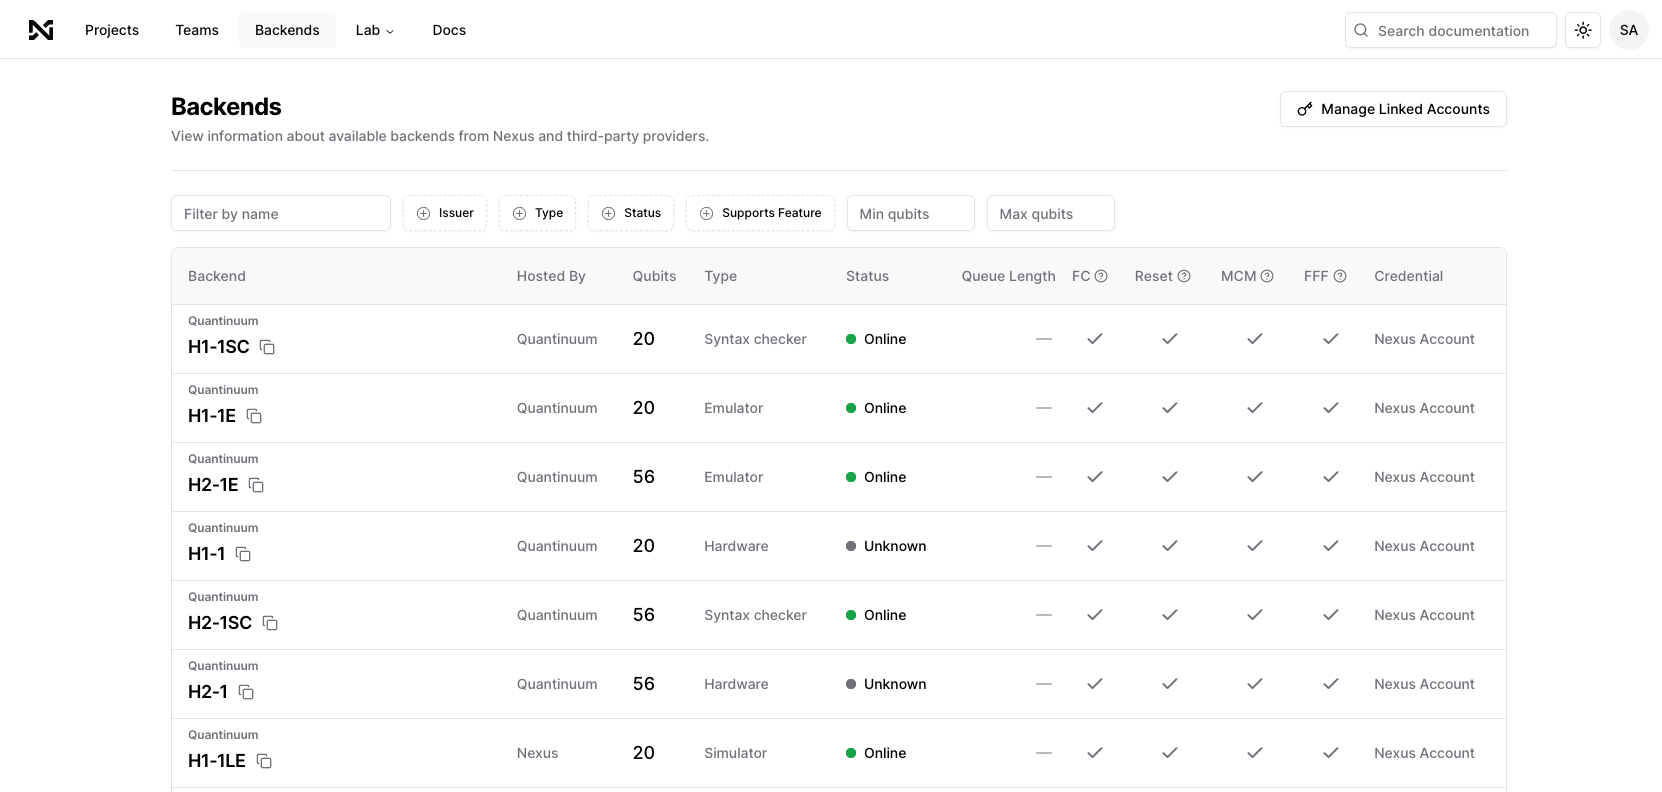 Projects Teams Backends Lab Docs Search documentation SA
Backends
Manage Linked Accounts
View information about available backends from Nexus and third-party providers.
Filter by name Issuer Type Status Supports Feature Min qubits Max qubits
Backend Hosted By Qubits Type Status Queue Length FC Reset MCM FFF Credential
Quantinuum
H1-1SC Quantinuum 20 Syntax checker Online — Nexus Account
Quantinuum
H1-1E Quantinuum 20 Emulator Online — Nexus Account
Quantinuum
H2-1E Quantinuum 56 Emulator Online — Nexus Account
Quantinuum
H1-1 Quantinuum 20 Hardware Unknown — Nexus Account
Quantinuum
H2-1SC Quantinuum 56 Syntax checker Online — Nexus Account
Quantinuum
H2-1 Quantinuum 56 Hardware Unknown — Nexus Account
Quantinuum
H1-1LE Nexus 20 Simulator Online — Nexus Account